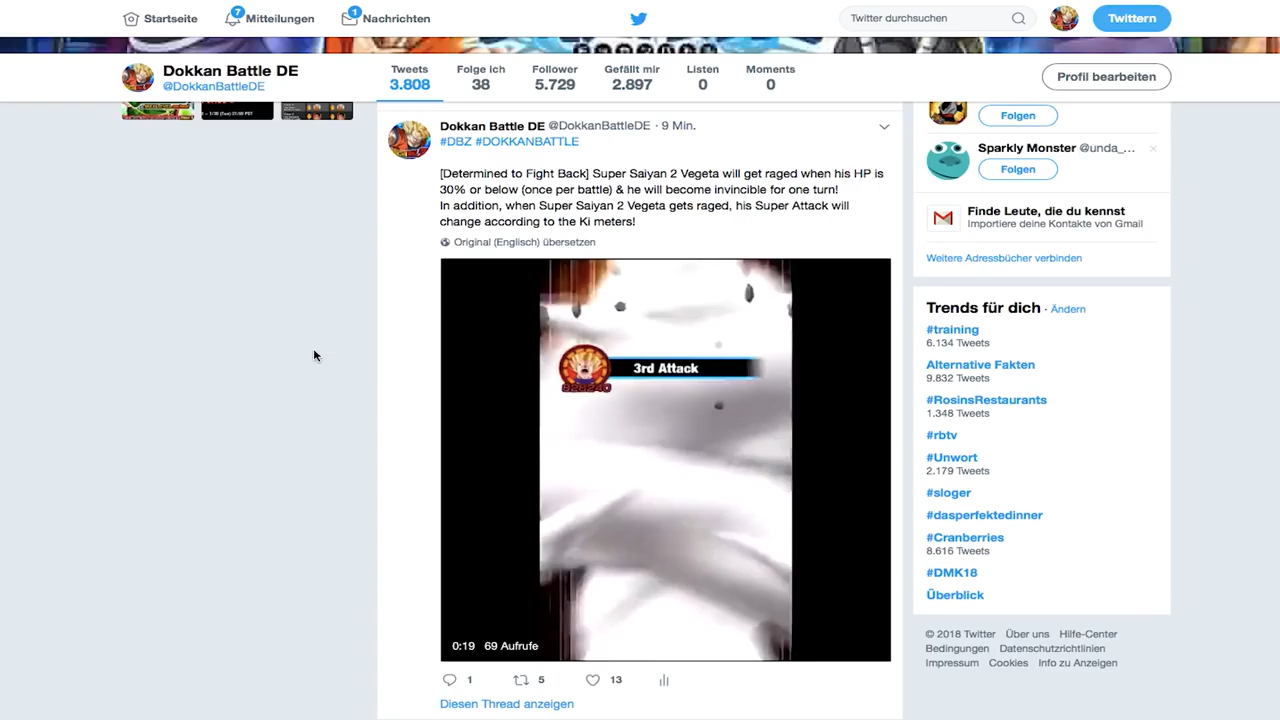 Startseite
7
Mitteilungen
1
Nachrichten
Twitter durchsuchen
Twittern
Dokkan Battle DE
@DokkanBattleDE
Tweets
3.808
Folge ich
38
Follower
5.729
Gefällt mir
2.897
Listen
0
Moments
0
Profil bearbeiten
Dokkan Battle DE @DokkanBattleDE · 9 Min.
#DBZ #DOKKANBATTLE
[Determined to Fight Back] Super Saiyan 2 Vegeta will get raged when his HP is
30% or below (once per battle) & he will become invincible for one turn!
In addition, when Super Saiyan 2 Vegeta gets raged, his Super Attack will
change according to the Ki meters!
Original (Englisch) übersetzen
3rd Attack
0:19 69 Aufrufe
1
5
13
Diesen Thread anzeigen
Folgen
Sparkly Monster @unda_...
Folgen
Finde Leute, die du kennst
Importiere deine Kontakte von Gmail
Weitere Adressbücher verbinden
Trends für dich · Ändern
#training
6.134 Tweets
Alternative Fakten
9.832 Tweets
#RosinsRestaurants
1.348 Tweets
#rbtv
#Unwort
2.179 Tweets
#sloger
#dasperfektedinner
#Cranberries
8.616 Tweets
#DMK18
Überblick
© 2018 Twitter Über uns Hilfe-Center
Bedingungen Datenschutzrichtlinien
Impressum Cookies Info zu Anzeigen